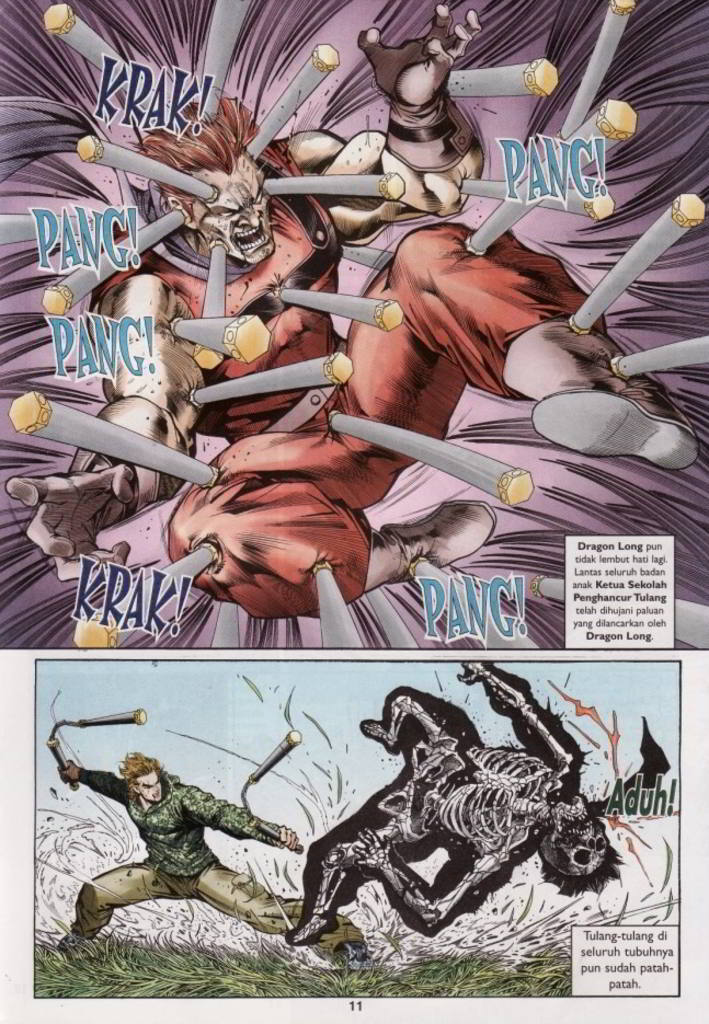 KRAK!
PANG!
PANG!
PANG!
KRAK!
PANG!
Dragon Long pun
tidak lembut hati lagi.
Lantas seluruh badan
anak Ketua Sekolah
Penghancur Tulang
telah dihujani paluan
yang dilancarkan oleh
Dragon Long.
Aduh!
Tulang-tulang di
seluruh tubuhnya
pun sudah patah-
patah.
11